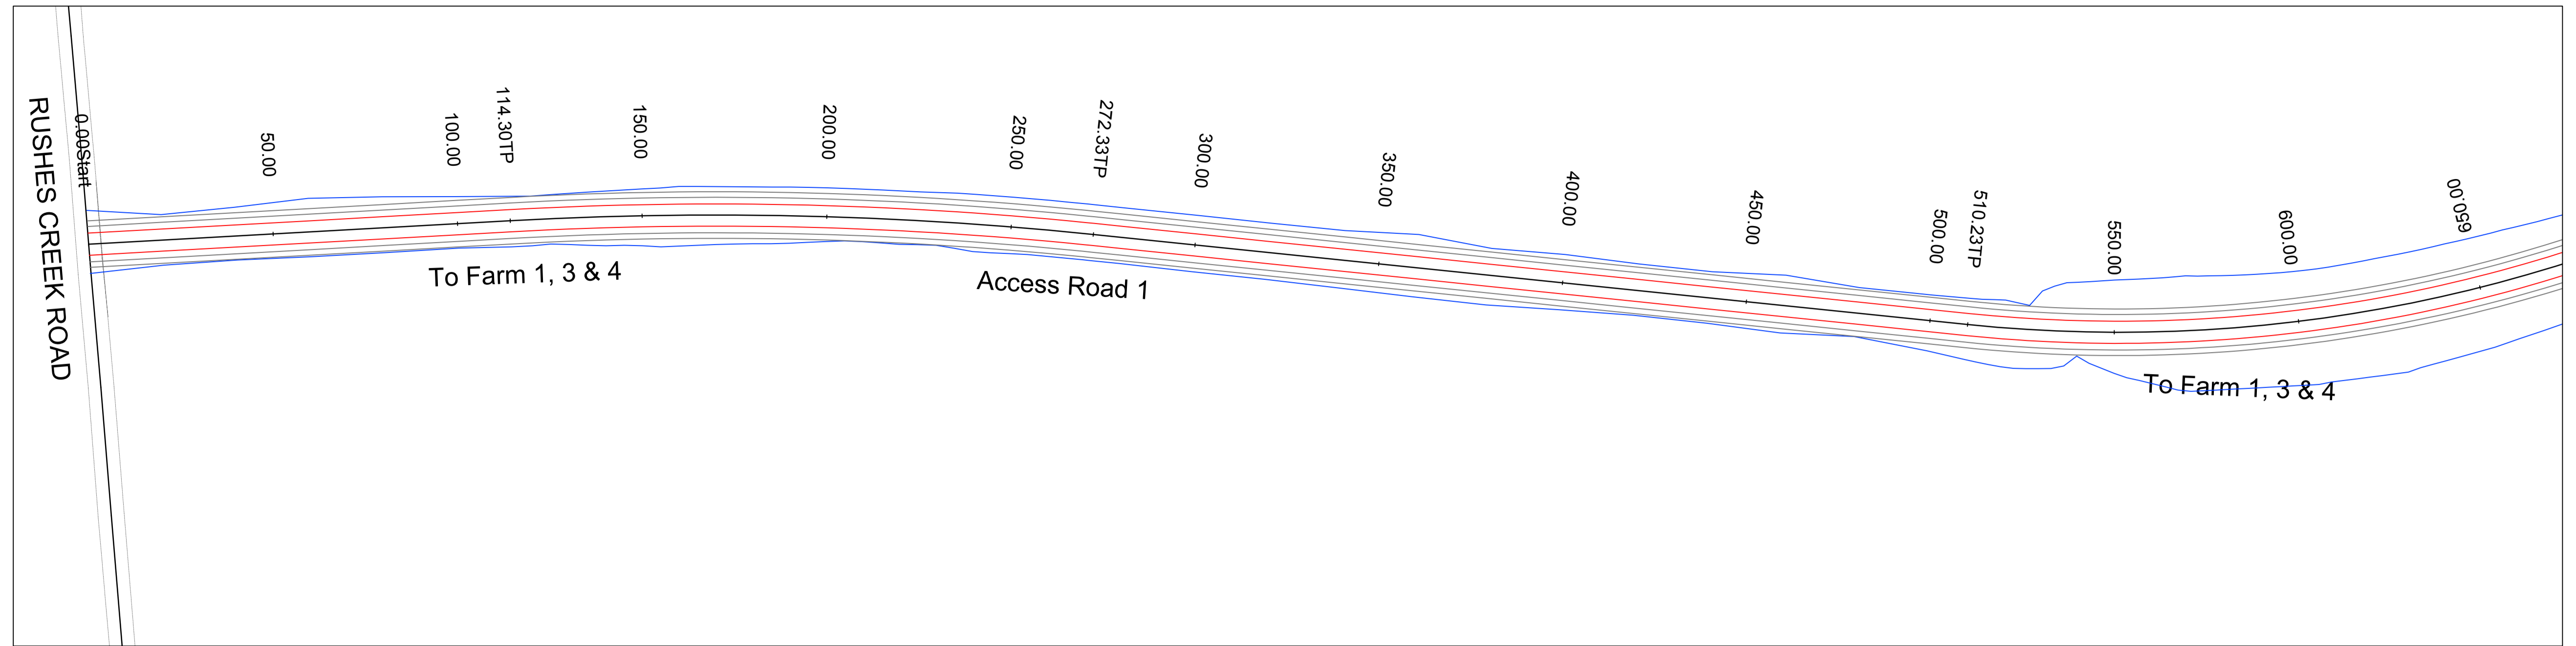 RUSHES CREEK ROAD
0.00Start
50.00
100.00
114.30TP
150.00
200.00
250.00
272.33TP
300.00
350.00
400.00
450.00
500.00
510.23TP
550.00
600.00
650.00
To Farm 1, 3 & 4
Access Road 1
To Farm 1, 3 & 4